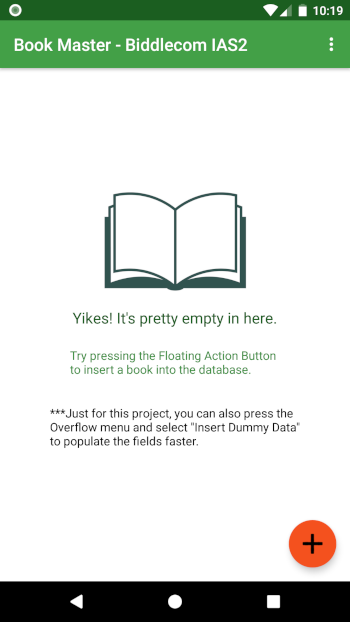 10:19
Book Master - Biddlecom IAS2
Yikes! It's pretty empty in here.
Try pressing the Floating Action Button
to insert a book into the database.
***Just for this project, you can also press the
Overflow menu and select "Insert Dummy Data"
to populate the fields faster.